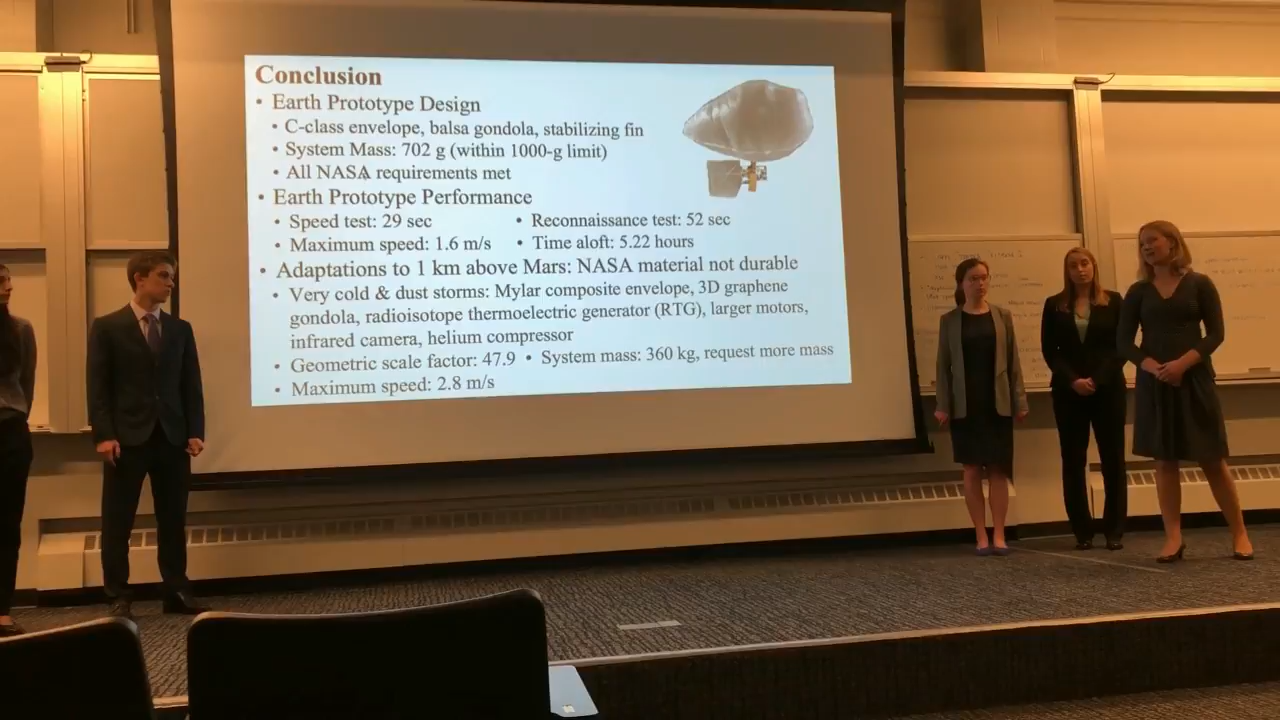 Conclusion
• Earth Prototype Design
• C-class envelope, balsa gondola, stabilizing fin
• System Mass: 702 g (within 1000-g limit)
• All NASA requirements met
• Earth Prototype Performance
• Speed test: 29 sec • Reconnaissance test: 52 sec
• Maximum speed: 1.6 m/s • Time aloft: 5.22 hours
• Adaptations to 1 km above Mars: NASA material not durable
• Very cold & dust storms: Mylar composite envelope, 3D graphene
gondola, radioisotope thermoelectric generator (RTG), larger motors,
infrared camera, helium compressor
• Geometric scale factor: 47.9 • System mass: 360 kg, request more mass
• Maximum speed: 2.8 m/s